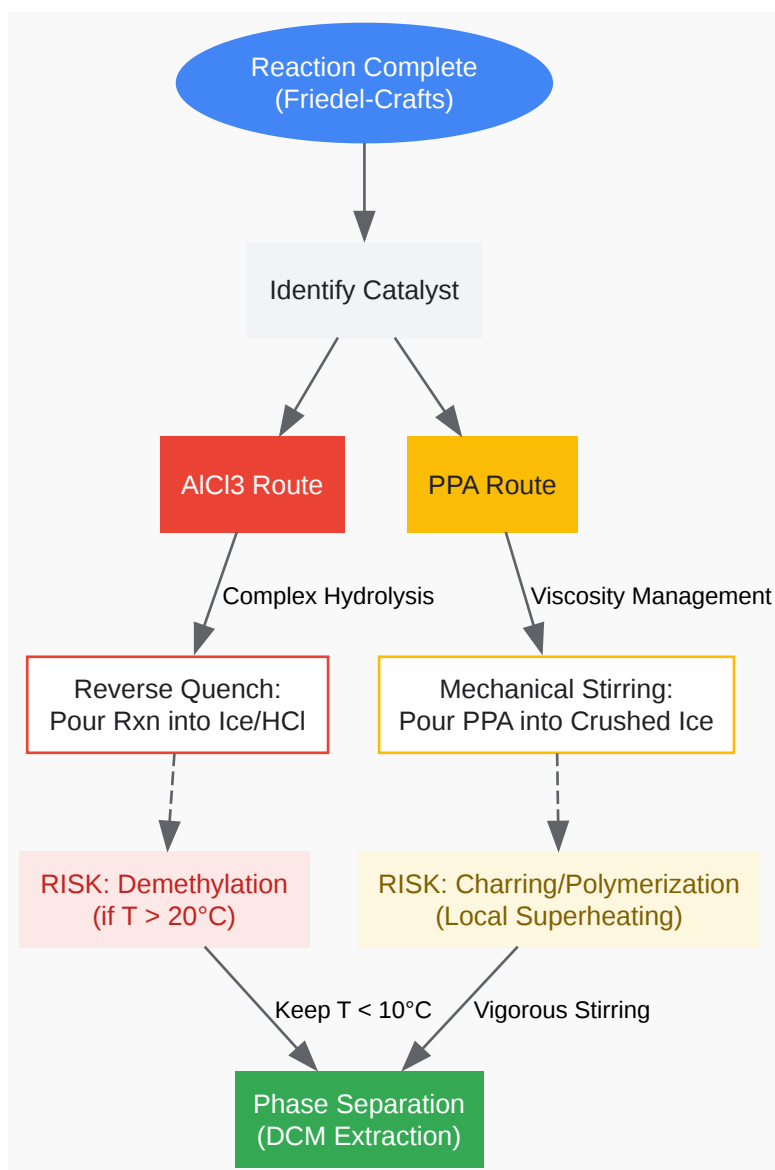 Reaction Complete
(Friedel-Crafts)
Identify Catalyst
AlCl3 Route
PPA Route
Complex Hydrolysis
Viscosity Management
Reverse Quench:
Pour Rxn into Ice/HCl
Mechanical Stirring:
Pour PPA into Crushed Ice
RISK: Demethylation
(if T > 20°C)
RISK: Charring/Polymerization
(Local Superheating)
Keep T < 10°C
Vigorous Stirring
Phase Separation
(DCM Extraction)